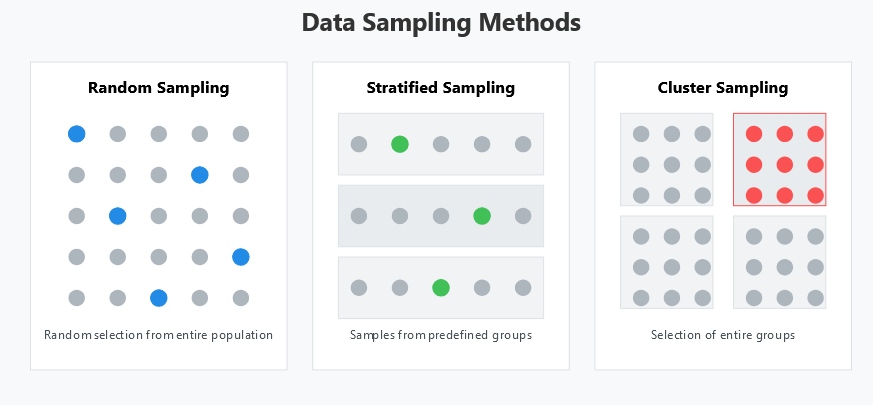 Data Sampling Methods
Random Sampling
Stratified Sampling
Cluster Sampling
Random selection from entire population
Samples from predefined groups
Selection of entire groups